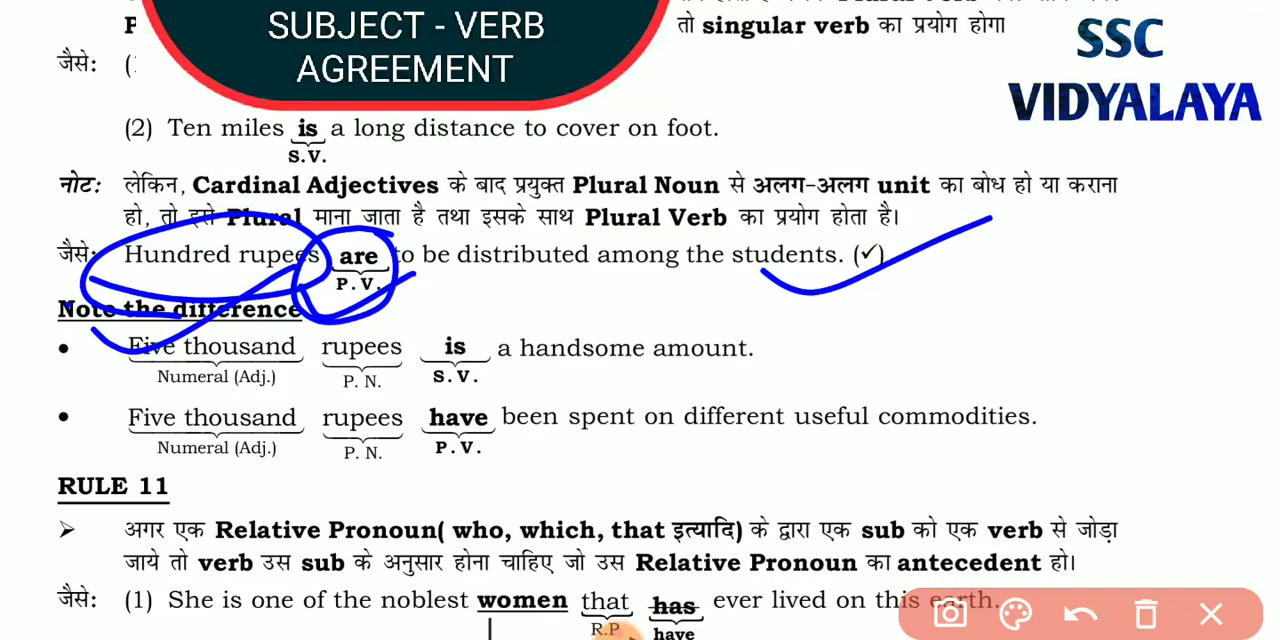 SUBJECT - VERB
AGREEMENT
SSC
VIDYALAYA
तो singular verb का प्रयोग होगा
जैसे:
(2) Ten miles is a long distance to cover on foot.
S.V.
नोट: लेकिन, Cardinal Adjectives के बाद प्रयुक्त Plural Noun से अलग-अलग unit का बोध हो या कराना
हो, तो इसे Plural माना जाता है तथा इसके साथ Plural Verb का प्रयोग होता है।
जैसे: Hundred rupees are to be distributed among the students. (✓)
P.V.
Note the difference
• Five thousand rupees is a handsome amount.
Numeral (Adj.) P. N. S.V.
• Five thousand rupees have been spent on different useful commodities.
Numeral (Adj.) P. N. P.V.
RULE 11
➢ अगर एक Relative Pronoun( who, which, that इत्यादि) के द्वारा एक sub को एक verb से जोड़ा
जाये तो verb उस sub के अनुसार होना चाहिए जो उस Relative Pronoun का antecedent हो।
जैसे: (1) She is one of the noblest women that has ever lived on this earth.
R.P have